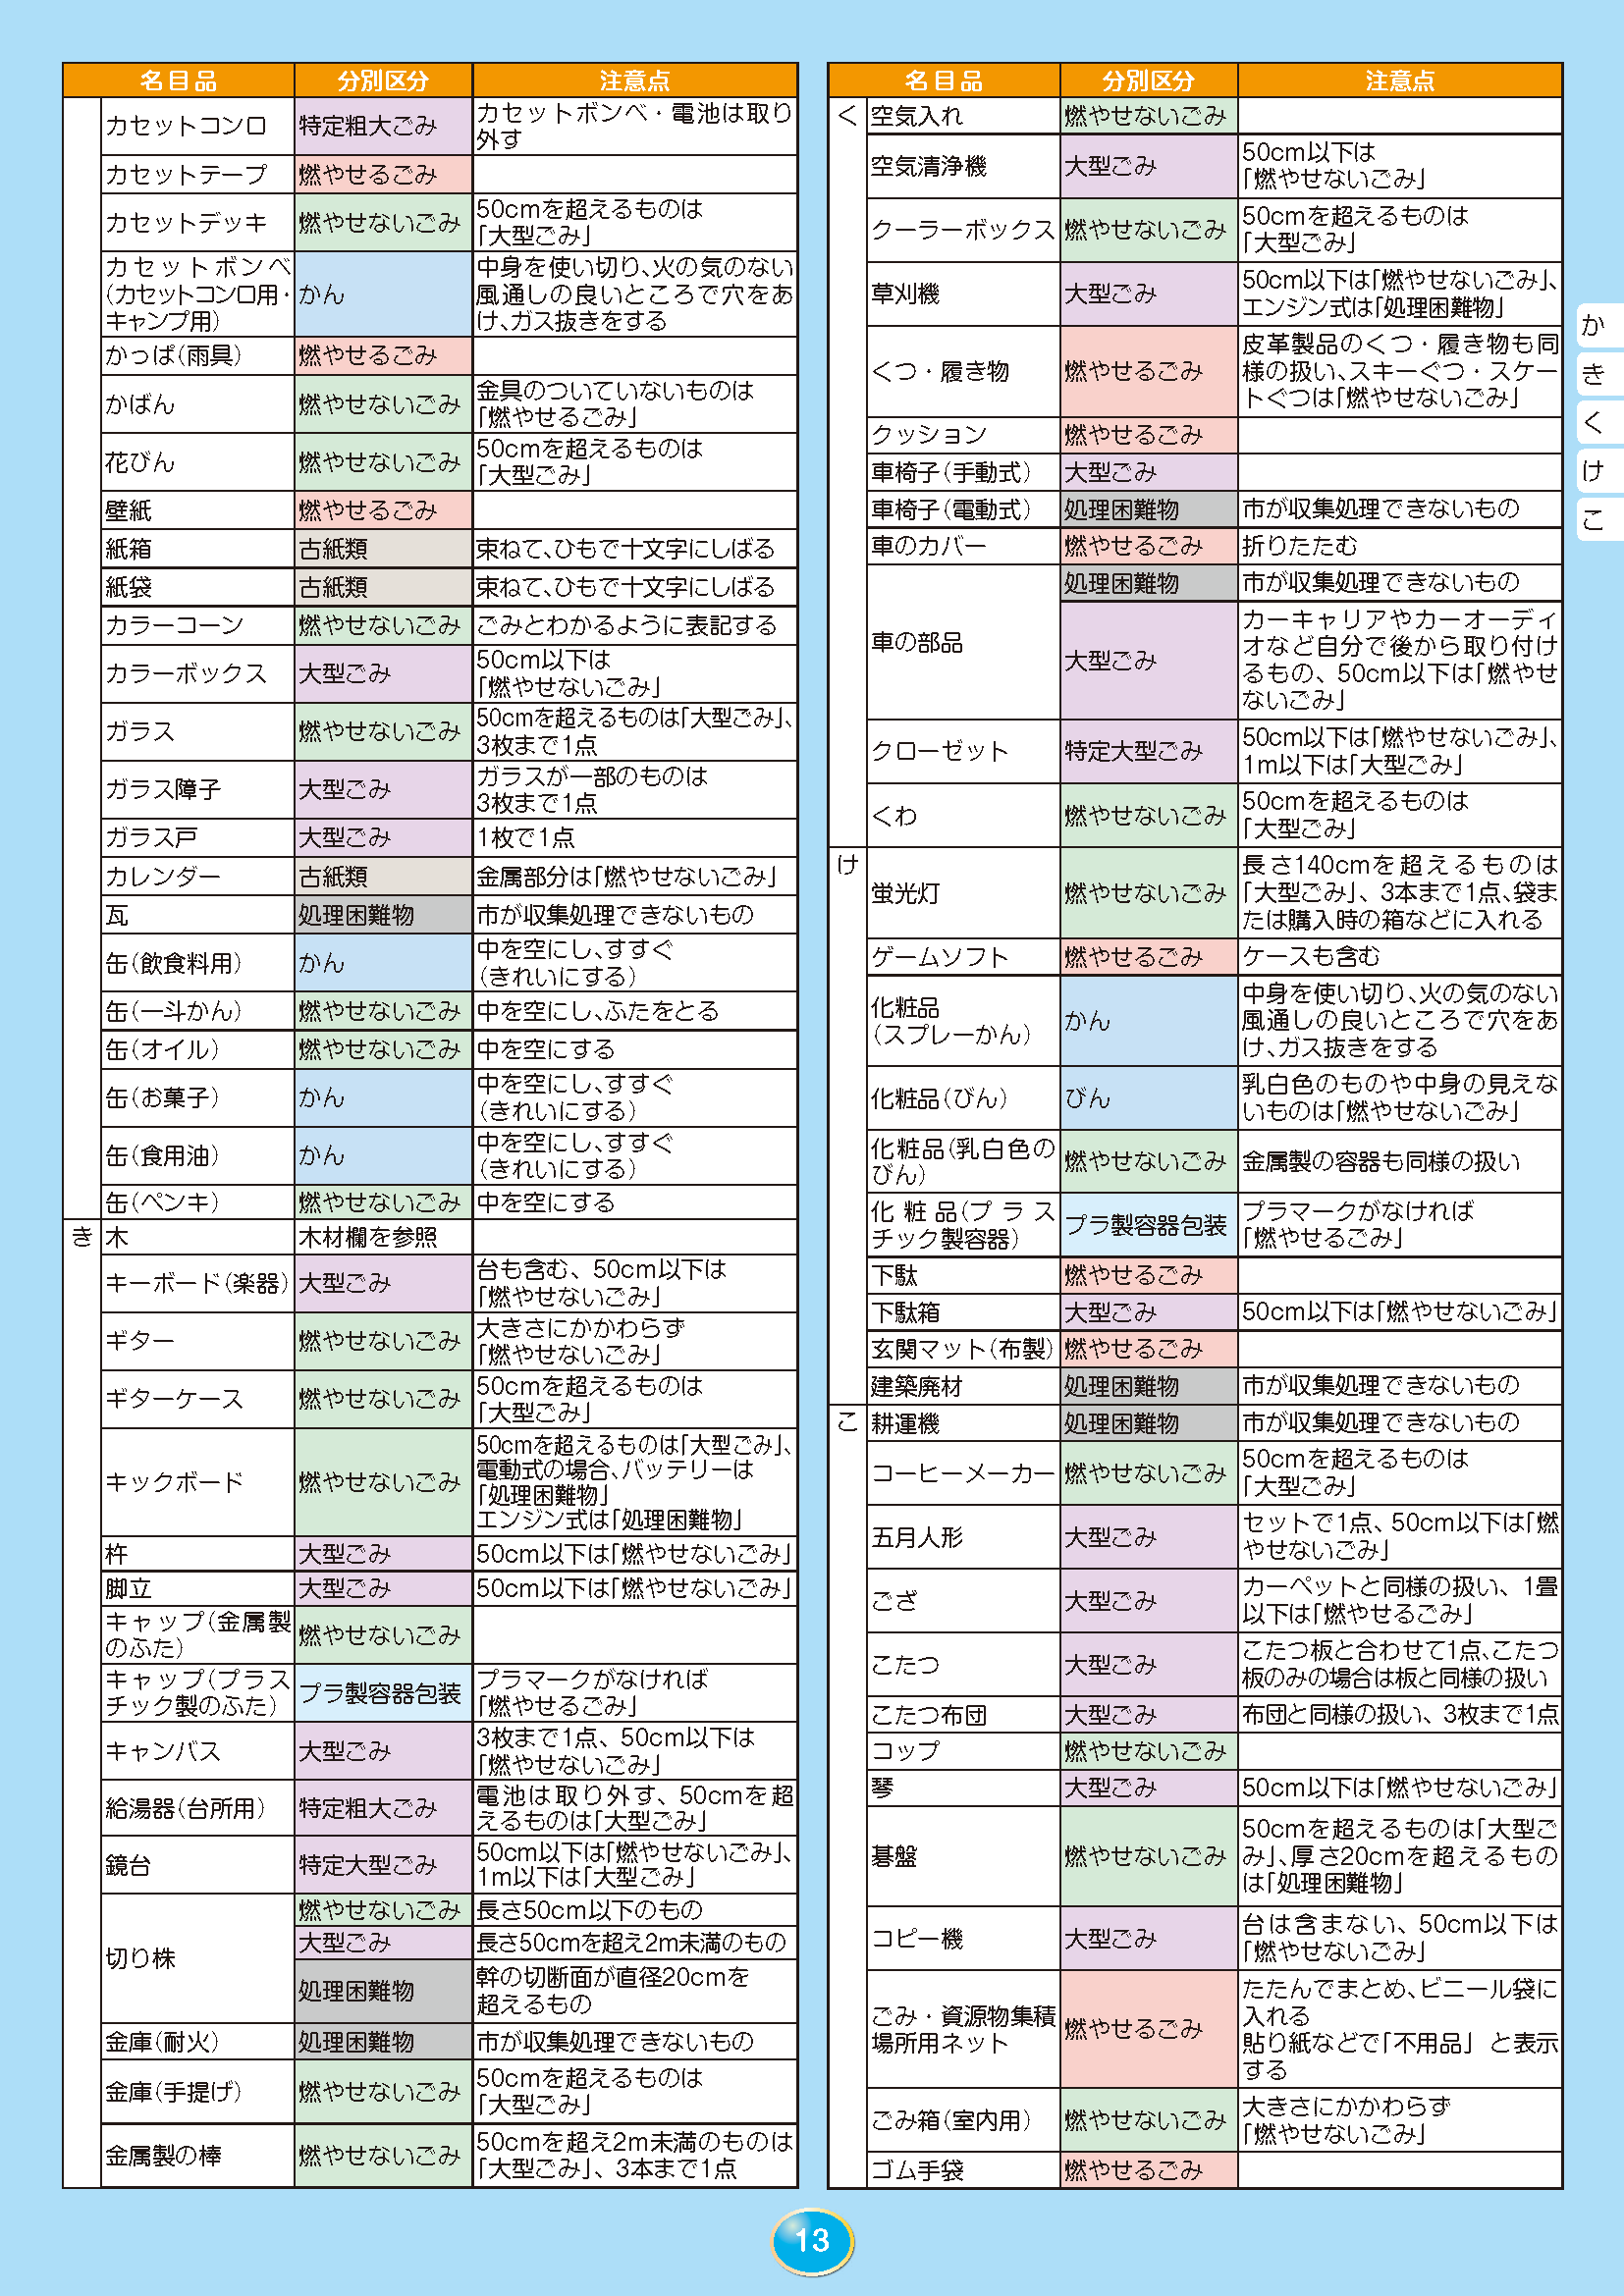 名目品 分別区分 注意点
カセットコンロ 特定粗大ごみ カセットボンベ・電池は取り
外す
カセットテープ 燃やせるごみ
カセットデッキ 燃やせないごみ 50cmを超えるものは
「大型ごみ」
カセットボンベ
(カセットコンロ用・
キャンプ用) かん 中身を使い切り、火の気のない
風通しの良いところで穴をあ
け、ガス抜きをする
かっぱ(雨具) 燃やせるごみ
かばん 燃やせないごみ 金具のついていないものは
「燃やせるごみ」
花びん 燃やせないごみ 50cmを超えるものは
「大型ごみ」
壁紙 燃やせるごみ
紙箱 古紙類 束ねて、ひもで十文字にしばる
紙袋 古紙類 束ねて、ひもで十文字にしばる
カラーコーン 燃やせないごみ ごみとわかるように表記する
カラーボックス 大型ごみ 50cm以下は
「燃やせないごみ」
ガラス 燃やせないごみ 50cmを超えるものは「大型ごみ」、
3枚まで1点
ガラス障子 大型ごみ ガラスが一部のものは
3枚まで1点
ガラス戸 大型ごみ 1枚で1点
カレンダー 古紙類 金属部分は「燃やせないごみ」
瓦 処理困難物 市が収集処理できないもの
缶(飲食料用) かん 中を空にし、すすぐ
(きれいにする)
缶(一斗かん) 燃やせないごみ 中を空にし、ふたをとる
缶(オイル) 燃やせないごみ 中を空にする
缶(お菓子) かん 中を空にし、すすぐ
(きれいにする)
缶(食用油) かん 中を空にし、すすぐ
(きれいにする)
缶(ペンキ) 燃やせないごみ 中を空にする
き 木 木材欄を参照
キーボード(楽器) 大型ごみ 台も含む、50cm以下は
「燃やせないごみ」
ギター 燃やせないごみ 大きさにかかわらず
「燃やせないごみ」
ギターケース 燃やせないごみ 50cmを超えるものは
「大型ごみ」
キックボード 燃やせないごみ 50cmを超えるものは「大型ごみ」、
電動式の場合、バッテリーは
「処理困難物」
エンジン式は「処理困難物」
杵 大型ごみ 50cm以下は「燃やせないごみ」
脚立 大型ごみ 50cm以下は「燃やせないごみ」
キャップ(金属製
のふた) 燃やせないごみ
キャップ(プラス
チック製のふた) プラ製容器包装 プラマークがなければ
「燃やせるごみ」
キャンバス 大型ごみ 3枚まで1点、50cm以下は
「燃やせないごみ」
給湯器(台所用) 特定粗大ごみ 電池は取り外す、50cmを超
えるものは「大型ごみ」
鏡台 特定大型ごみ 50cm以下は「燃やせないごみ」、
1m以下は「大型ごみ」
切り株 燃やせないごみ 長さ50cm以下のもの
大型ごみ 長さ50cmを超え2m未満のもの
処理困難物 幹の切断面が直径20cmを
超えるもの
金庫(耐火) 処理困難物 市が収集処理できないもの
金庫(手提げ) 燃やせないごみ 50cmを超えるものは
「大型ごみ」
金属製の棒 燃やせないごみ 50cmを超え2m未満のものは
「大型ごみ」、3本まで1点
名目品 分別区分 注意点
く 空気入れ 燃やせないごみ
空気清浄機 大型ごみ 50cm以下は
「燃やせないごみ」
クーラーボックス 燃やせないごみ 50cmを超えるものは
「大型ごみ」
草刈機 大型ごみ 50cm以下は「燃やせないごみ」、
エンジン式は「処理困難物」
くつ・履き物 燃やせるごみ 皮革製品のくつ・履き物も同
様の扱い、スキーぐつ・スケー
トぐつは「燃やせないごみ」
クッション 燃やせるごみ
車椅子(手動式) 大型ごみ
車椅子(電動式) 処理困難物 市が収集処理できないもの
車のカバー 燃やせるごみ 折りたたむ
車の部品 処理困難物 市が収集処理できないもの
大型ごみ カーキャリアやカーオーディ
オなど自分で後から取り付け
るもの、50cm以下は「燃やせ
ないごみ」
クローゼット 特定大型ごみ 50cm以下は「燃やせないごみ」、
1m以下は「大型ごみ」
くわ 燃やせないごみ 50cmを超えるものは
「大型ごみ」
け 蛍光灯 燃やせないごみ 長さ140cmを超えるものは
「大型ごみ」、3本まで1点、袋ま
たは購入時の箱などに入れる
ゲームソフト 燃やせるごみ ケースも含む
化粧品
(スプレーかん) かん 中身を使い切り、火の気のない
風通しの良いところで穴をあ
け、ガス抜きをする
化粧品(びん) びん 乳白色のものや中身の見えな
いものは「燃やせないごみ」
化粧品(乳白色の
びん) 燃やせないごみ 金属製の容器も同様の扱い
化粧品(プラス
チック製容器) プラ製容器包装 プラマークがなければ
「燃やせるごみ」
下駄 燃やせるごみ
下駄箱 大型ごみ 50cm以下は「燃やせないごみ」
玄関マット(布製) 燃やせるごみ
建築廃材 処理困難物 市が収集処理できないもの
こ 耕運機 処理困難物 市が収集処理できないもの
コーヒーメーカー 燃やせないごみ 50cmを超えるものは
「大型ごみ」
五月人形 大型ごみ セットで1点、50cm以下は「燃
やせないごみ」
ござ 大型ごみ カーペットと同様の扱い、1畳
以下は「燃やせるごみ」
こたつ 大型ごみ こたつ板と合わせて1点、こたつ
板のみの場合は板と同様の扱い
こたつ布団 大型ごみ 布団と同様の扱い、3枚まで1点
コップ 燃やせないごみ
琴 大型ごみ 50cm以下は「燃やせないごみ」
碁盤 燃やせないごみ 50cmを超えるものは「大型ご
み」、厚さ20cmを超えるもの
は「処理困難物」
コピー機 大型ごみ 台は含まない、50cm以下は
「燃やせないごみ」
ごみ・資源物集積
場所用ネット 燃やせるごみ たたんでまとめ、ビニール袋に
入れる
貼り紙などで「不用品」と表示
する
ごみ箱(室内用) 燃やせないごみ 大きさにかかわらず
「燃やせないごみ」
ゴム手袋 燃やせるごみ
か
き
く
け
こ
13